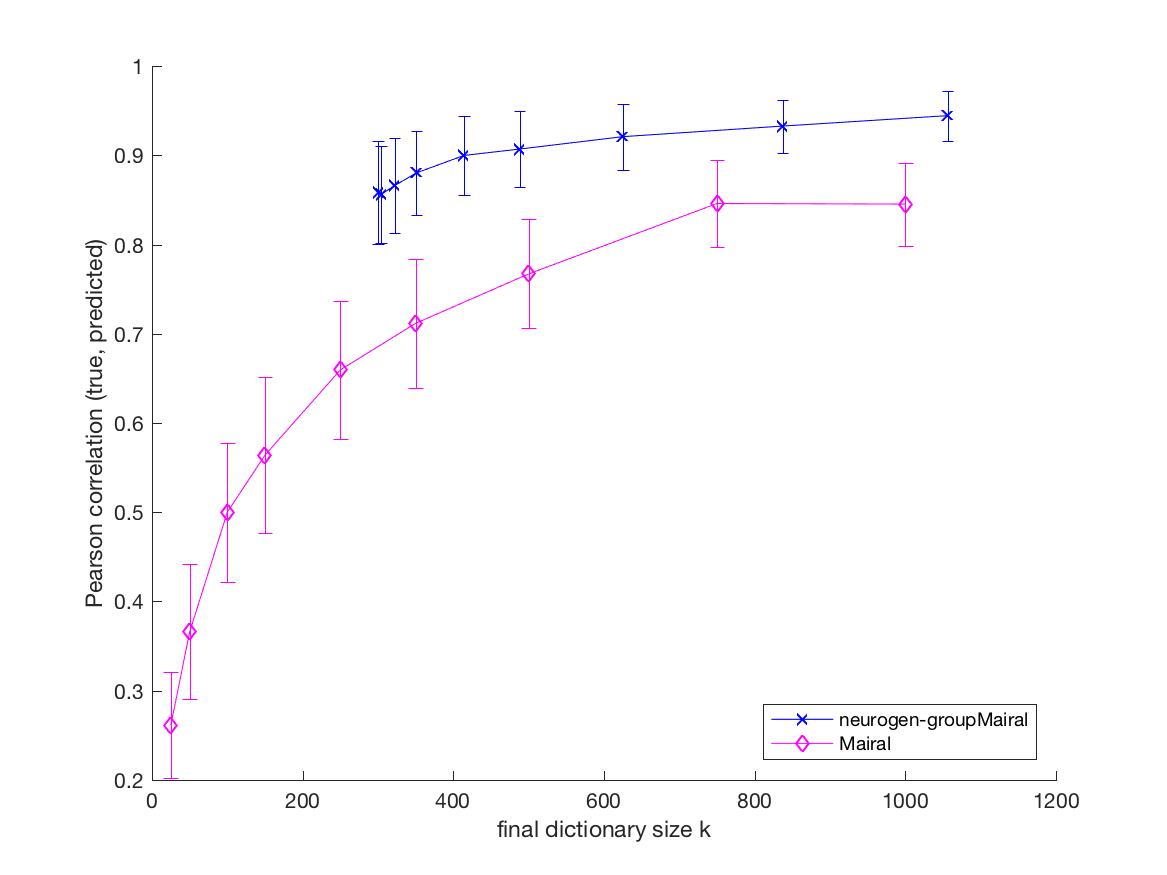 1
0.9
0.8
0.7
0.6
0.5
0.4
0.3
0.2
Pearson correlation (true, predicted)
neurogen-groupMairal
Mairal
0 200 400 600 800 1000 1200
final dictionary size k